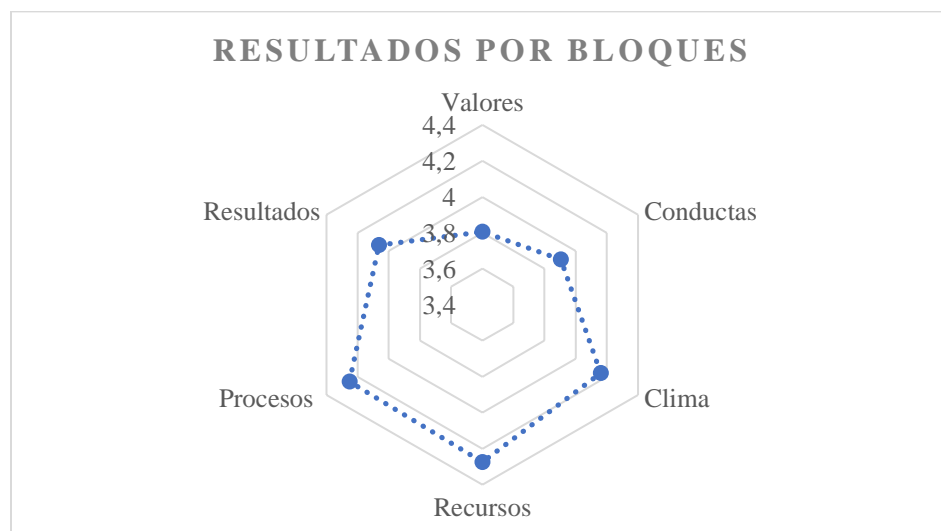 RESULTADOS POR BLOQUES
Valores
4,4
4,2
4
3,8
3,6
3,4
Resultados
Conductas
Procesos
Clima
Recursos